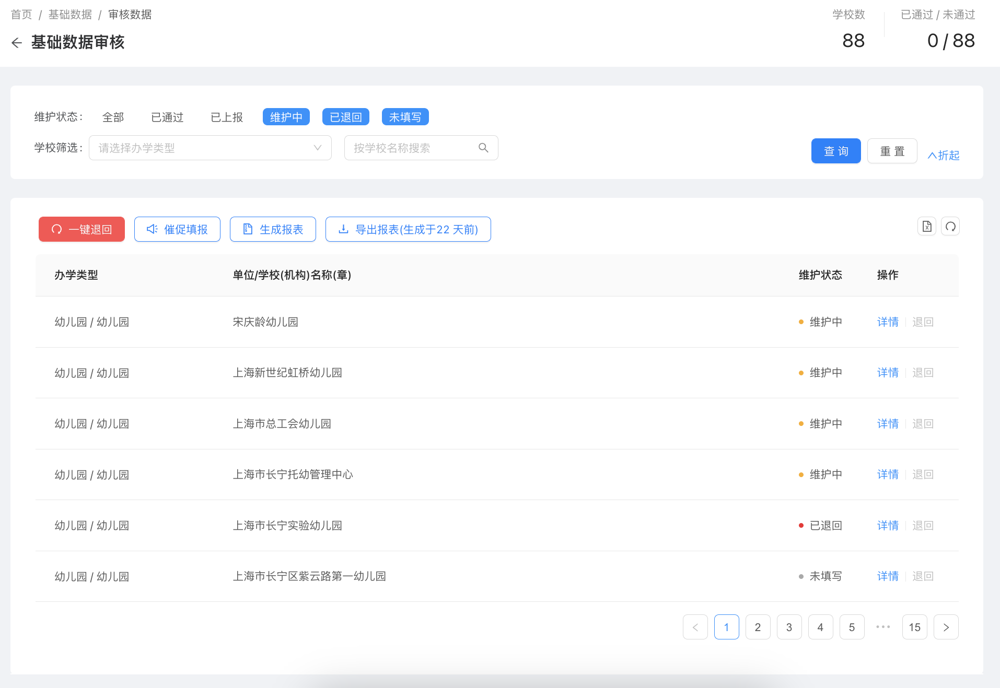 首页 / 基础数据 / 审核数据
基础数据审核
学校数
88
已通过 / 未通过
0 / 88
维护状态: 全部 已通过 已上报 维护中 已退回 未填写
学校筛选: 请选择办学类型 按学校名称搜索 查 询 重 置 折起
一键退回 催促填报 生成报表 导出报表(生成于22 天前)
办学类型 单位/学校(机构)名称(章) 维护状态 操作
幼儿园 / 幼儿园 宋庆龄幼儿园 维护中 详情 退回
幼儿园 / 幼儿园 上海新世纪虹桥幼儿园 维护中 详情 退回
幼儿园 / 幼儿园 上海市总工会幼儿园 维护中 详情 退回
幼儿园 / 幼儿园 上海市长宁托幼管理中心 维护中 详情 退回
幼儿园 / 幼儿园 上海市长宁实验幼儿园 已退回 详情 退回
幼儿园 / 幼儿园 上海市长宁区紫云路第一幼儿园 未填写 详情 退回
1 2 3 4 5 ••• 15